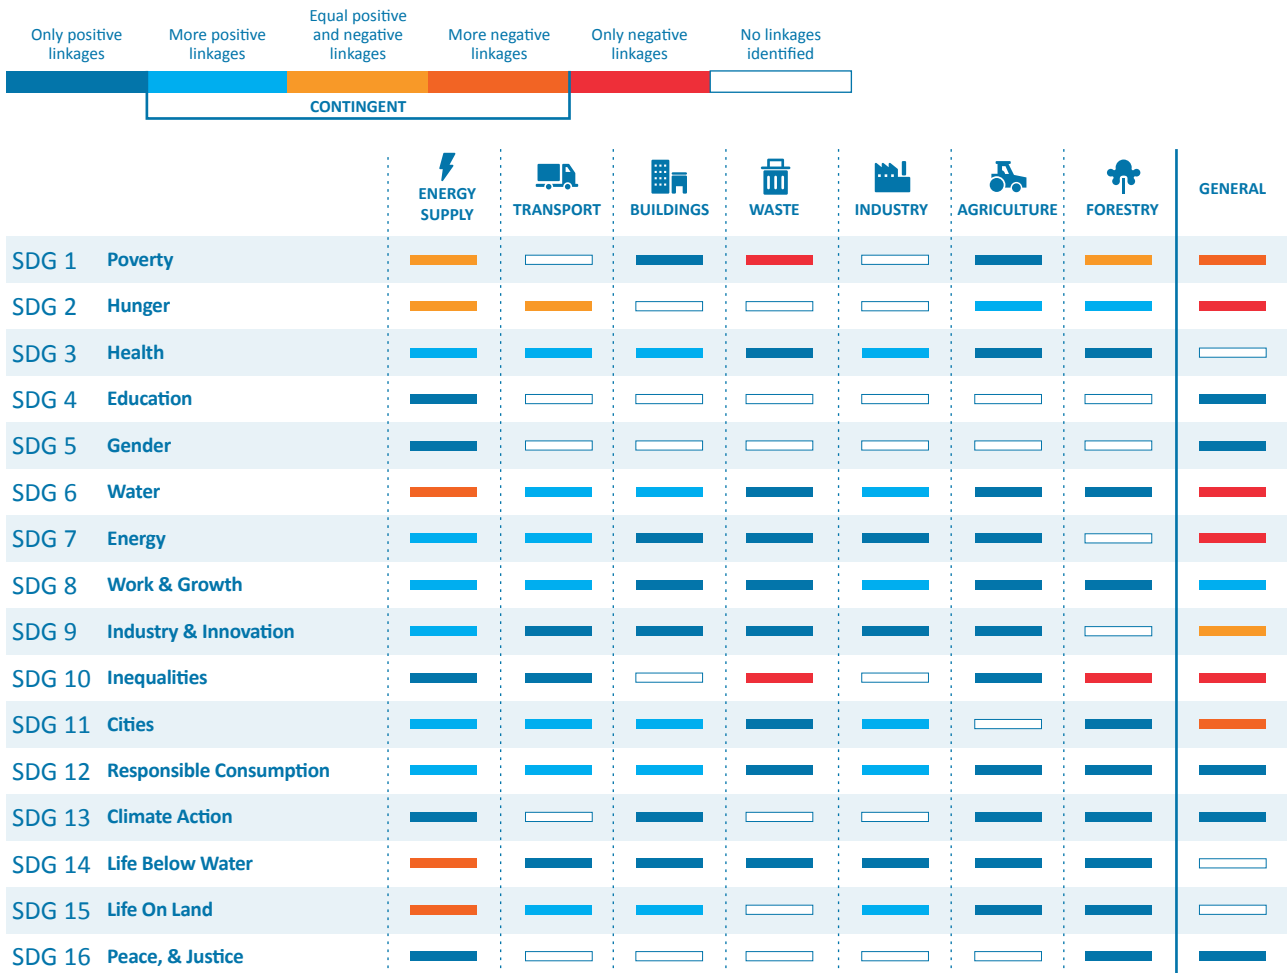 Only positive
linkages
More positive
linkages
Equal positive
and negative
linkages
More negative
linkages
Only negative
linkages
No linkages
identified
CONTINGENT
ENERGY
SUPPLY
TRANSPORT
BUILDINGS
WASTE
INDUSTRY
AGRICULTURE
FORESTRY
GENERAL
SDG 1 Poverty
SDG 2 Hunger
SDG 3 Health
SDG 4 Education
SDG 5 Gender
SDG 6 Water
SDG 7 Energy
SDG 8 Work & Growth
SDG 9 Industry & Innovation
SDG 10 Inequalities
SDG 11 Cities
SDG 12 Responsible Consumption
SDG 13 Climate Action
SDG 14 Life Below Water
SDG 15 Life On Land
SDG 16 Peace, & Justice